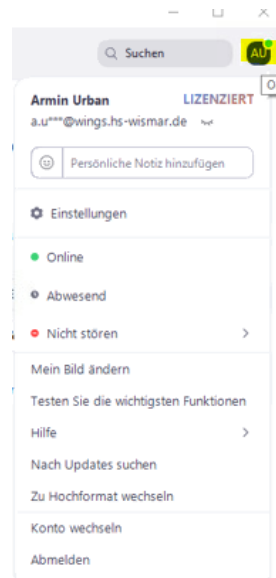 Suchen
AU
Armin Urban
LIZENZIERT
a.u***@wings.hs-wismar.de
Persönliche Notiz hinzufügen
Einstellungen
Online
Abwesend
Nicht stören
Mein Bild ändern
Testen Sie die wichtigsten Funktionen
Hilfe
Nach Updates suchen
Zu Hochformat wechseln
Konto wechseln
Abmelden